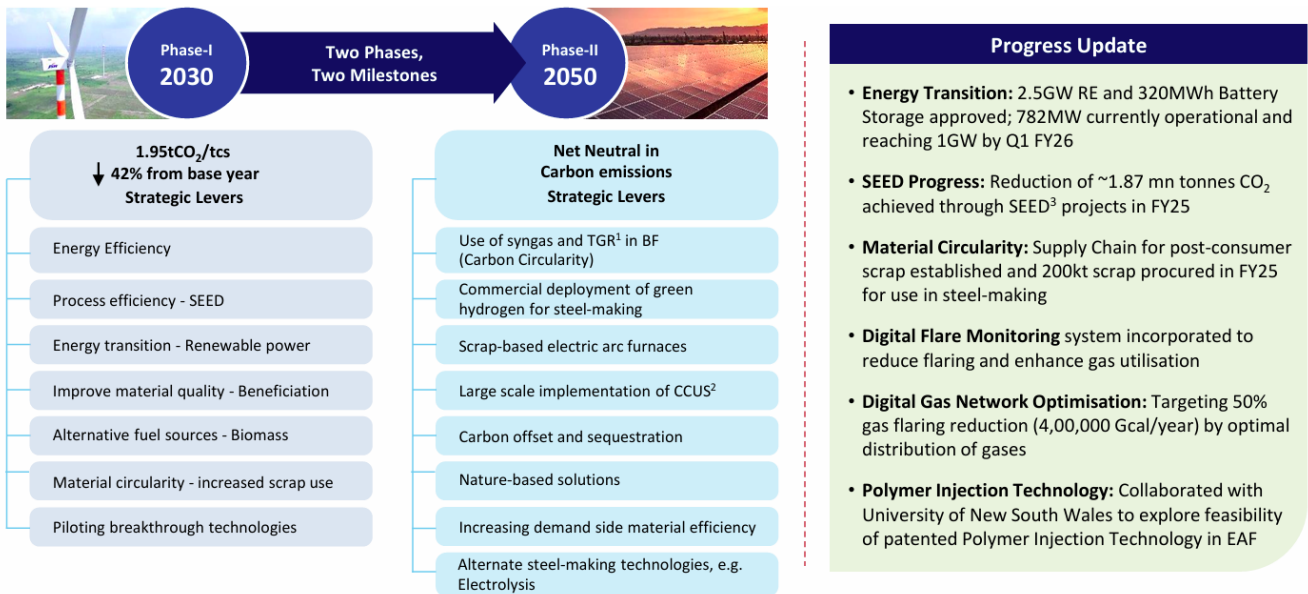 Phase-I
2030
Two Phases,
Two Milestones
Phase-II
2050
1.95tCO₂/tcs
↓ 42% from base year
Strategic Levers
Energy Efficiency
Process efficiency - SEED
Energy transition - Renewable power
Improve material quality - Beneficiation
Alternative fuel sources - Biomass
Material circularity - increased scrap use
Piloting breakthrough technologies
Net Neutral in
Carbon emissions
Strategic Levers
Use of syngas and TGR¹ in BF
(Carbon Circularity)
Commercial deployment of green
hydrogen for steel-making
Scrap-based electric arc furnaces
Large scale implementation of CCUS²
Carbon offset and sequestration
Nature-based solutions
Increasing demand side material efficiency
Alternate steel-making technologies, e.g.
Electrolysis
Progress Update
• Energy Transition: 2.5GW RE and 320MWh Battery
Storage approved; 782MW currently operational and
reaching 1GW by Q1 FY26
• SEED Progress: Reduction of ~1.87 mn tonnes CO₂
achieved through SEED³ projects in FY25
• Material Circularity: Supply Chain for post-consumer
scrap established and 200kt scrap procured in FY25
for use in steel-making
• Digital Flare Monitoring system incorporated to
reduce flaring and enhance gas utilisation
• Digital Gas Network Optimisation: Targeting 50%
gas flaring reduction (4,00,000 Gcal/year) by optimal
distribution of gases
• Polymer Injection Technology: Collaborated with
University of New South Wales to explore feasibility
of patented Polymer Injection Technology in EAF